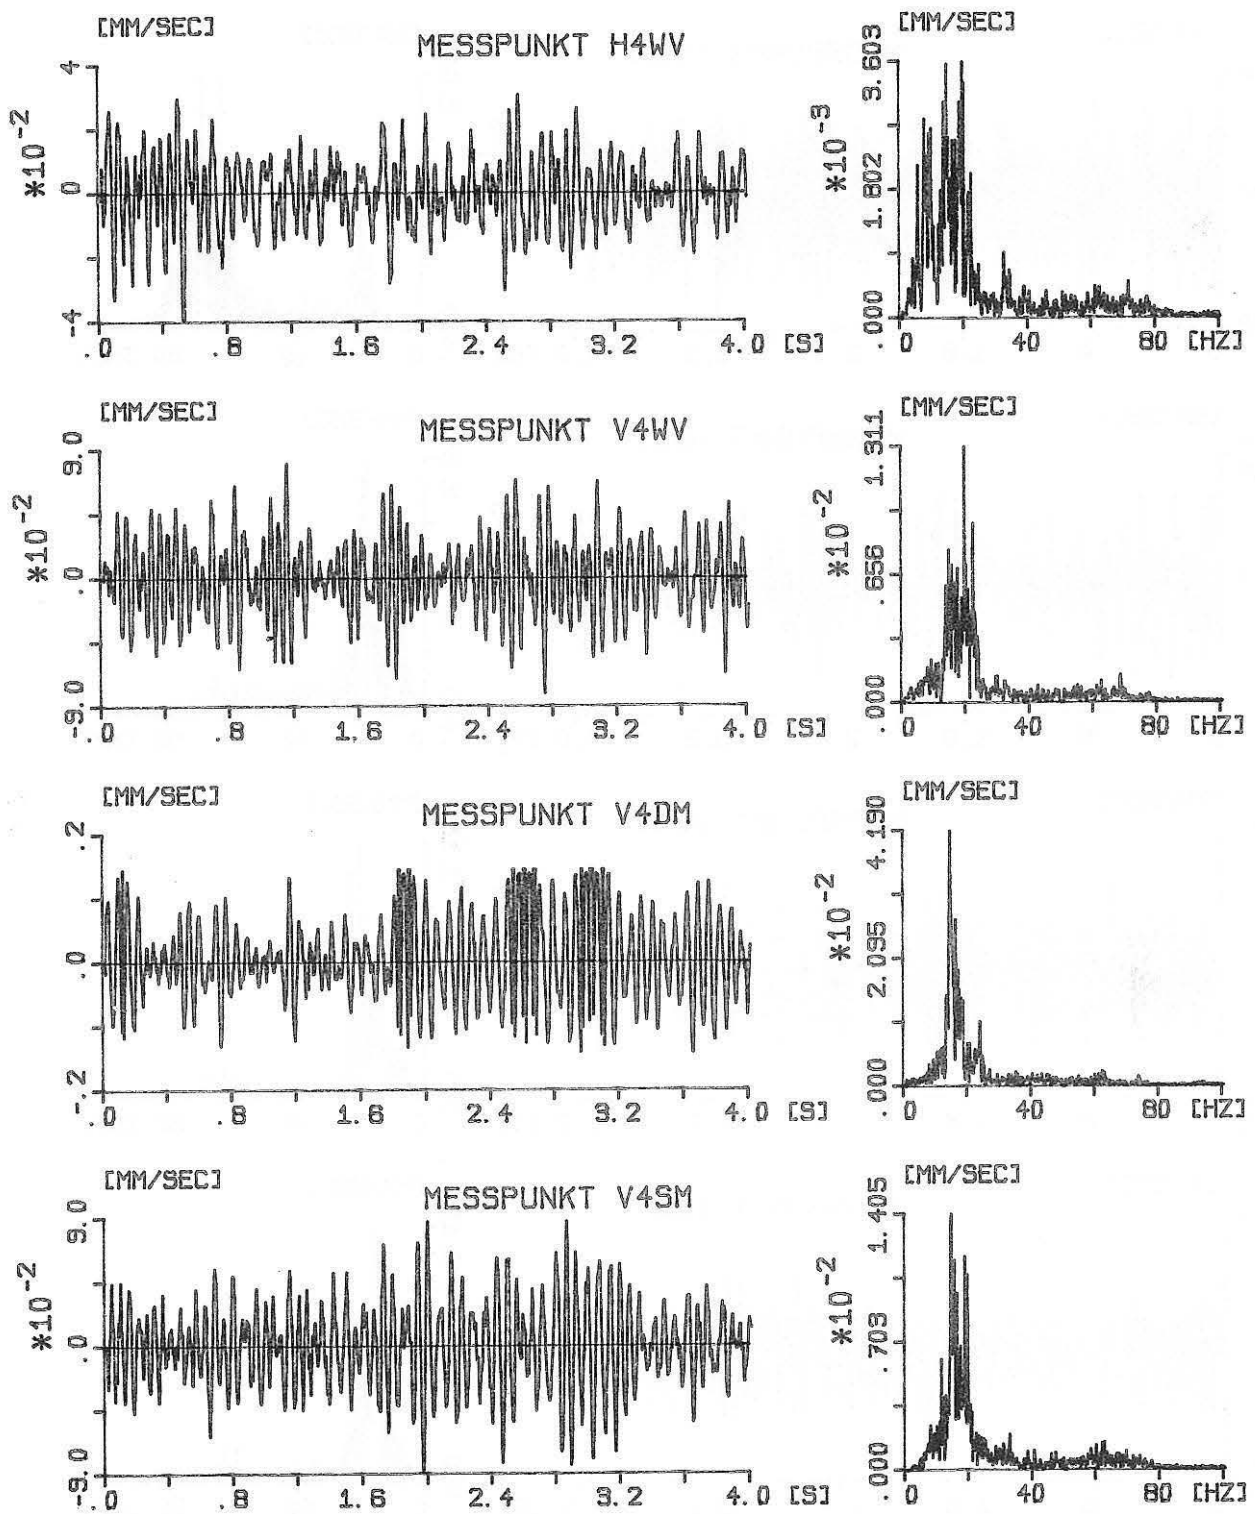 [MM/SEC]
MESSPUNKT H4WV
[MM/SEC]
*10-2
4
0
-4
.0 .8 1.6 2.4 3.2 4.0 [S]
*10-3
3.603
1.802
.000
.0 40 80 [HZ]
[MM/SEC]
MESSPUNKT V4WV
[MM/SEC]
*10-2
9.0
.0
-9.0
.0 .8 1.6 2.4 3.2 4.0 [S]
*10-2
1.311
.656
.000
.0 40 80 [HZ]
[MM/SEC]
MESSPUNKT V4DM
[MM/SEC]
.2
.0
-.2
.0 .8 1.6 2.4 3.2 4.0 [S]
*10-2
4.190
2.095
.000
.0 40 80 [HZ]
[MM/SEC]
MESSPUNKT V4SM
[MM/SEC]
*10-2
9.0
.0
-9.0
.0 .8 1.6 2.4 3.2 4.0 [S]
*10-2
1.405
.703
.000
.0 40 80 [HZ]